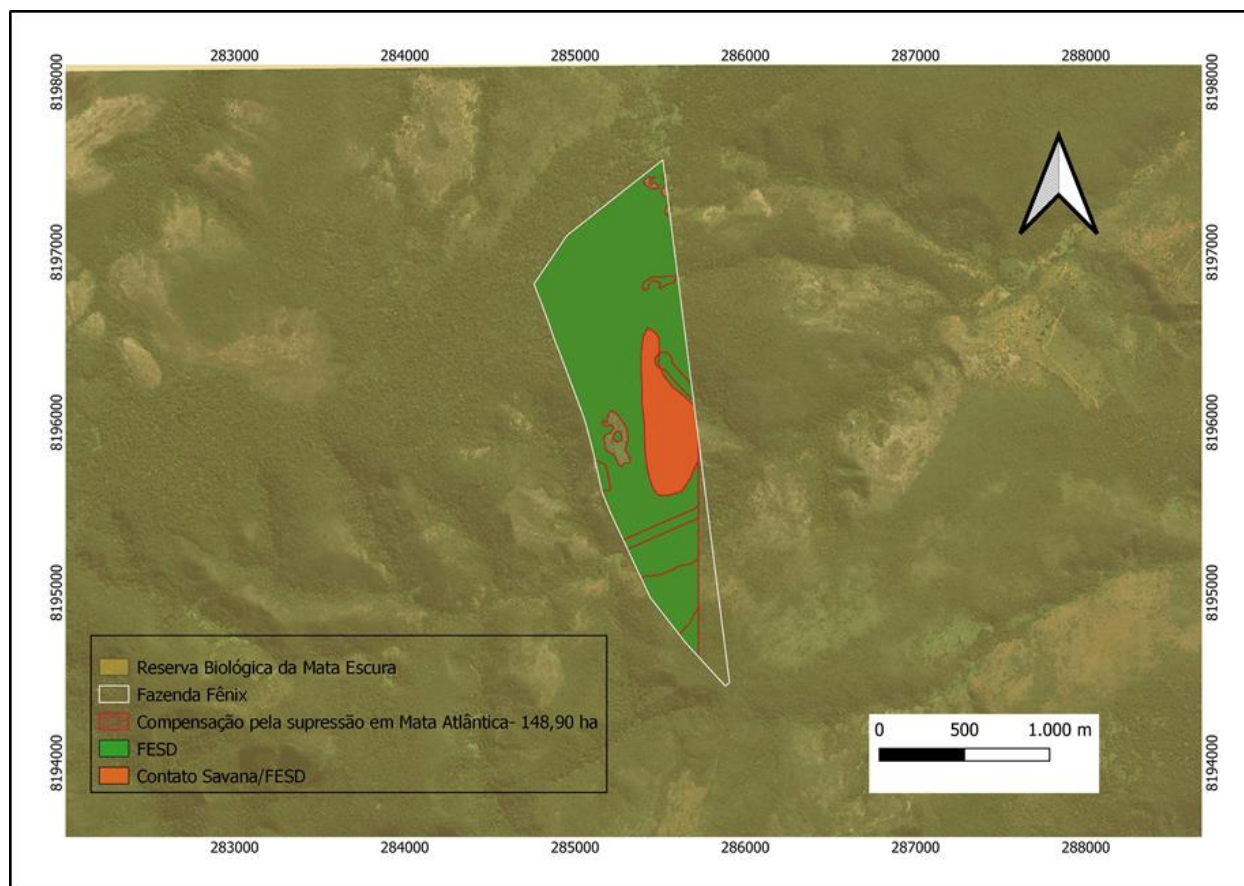 283000 284000 285000 286000 287000 288000
8198000 8198000
8197000 8197000
8196000 8196000
8195000 8195000
8194000 8194000
Reserva Biológica da Mata Escura
Fazenda Fênix
Compensação pela supressão em Mata Atlântica- 148,90 ha
FESD
Contato Savana/FESD
0 500 1.000 m
283000 284000 285000 286000 287000 288000